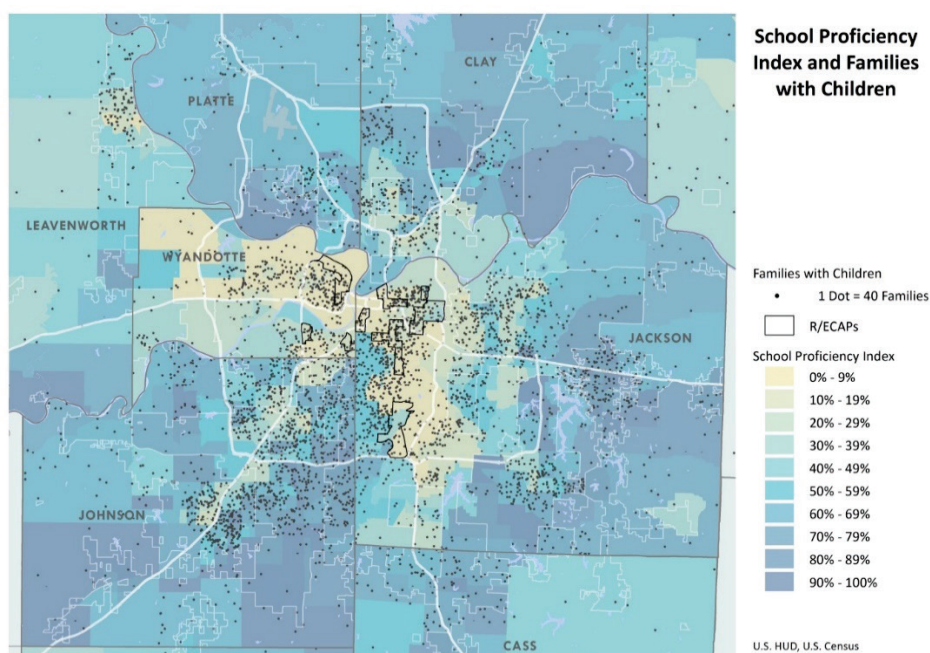 School Proficiency
Index and Families
with Children
CLAY
PLATTE
LEAVENWORTH
WYANDOTTE
JACKSON
JOHNSON
CASS
Families with Children
1 Dot = 40 Families
R/ECAPs
School Proficiency Index
0% - 9%
10% - 19%
20% - 29%
30% - 39%
40% - 49%
50% - 59%
60% - 69%
70% - 79%
80% - 89%
90% - 100%
U.S. HUD, U.S. Census